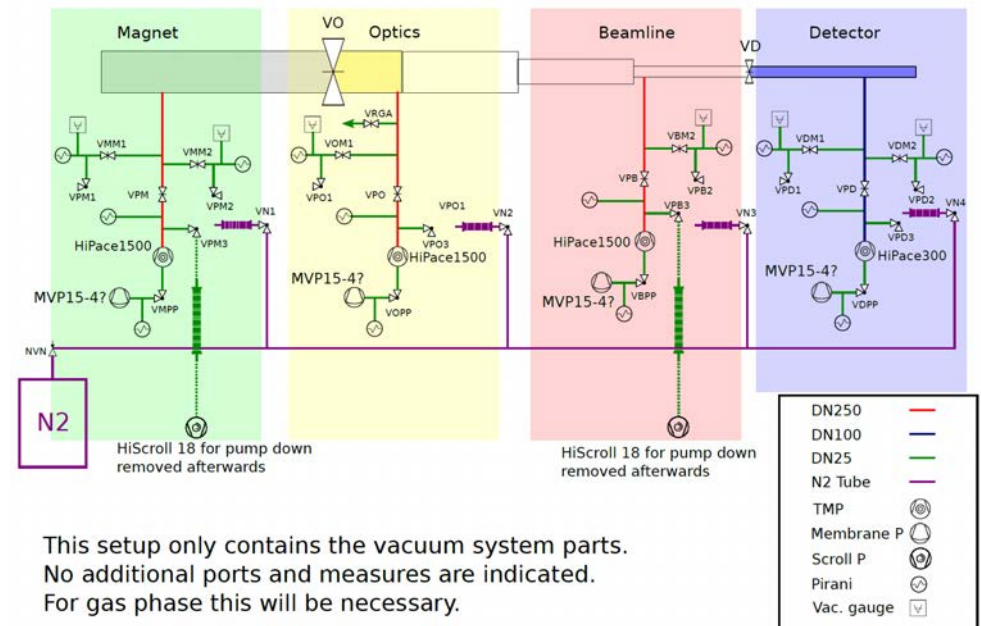 Magnet
VO
Optics
Beamline
VD
Detector
VRGA
VMM1
VMM2
VOM1
VBM2
VDM1
VDM2
VPM1
VPM
VPM2
VN1
VPO1
VPO
VPO1
VN2
VPB
VPB2
VPB3
VN3
VPD1
VPD
VPD2
VN4
HiPace1500
VPM3
VPO3
HiPace1500
HiPace1500
VPD3
HiPace300
MVP15-4?
VMPP
MVP15-4?
VOPP
MVP15-4?
VBPP
MVP15-4?
VDPP
NVN
N2
HiScroll 18 for pump down
removed afterwards
HiScroll 18 for pump down
removed afterwards
DN250
DN100
DN25
N2 Tube
TMP
Membrane P
Scroll P
Pirani
Vac. gauge
This setup only contains the vacuum system parts.
No additional ports and measures are indicated.
For gas phase this will be necessary.